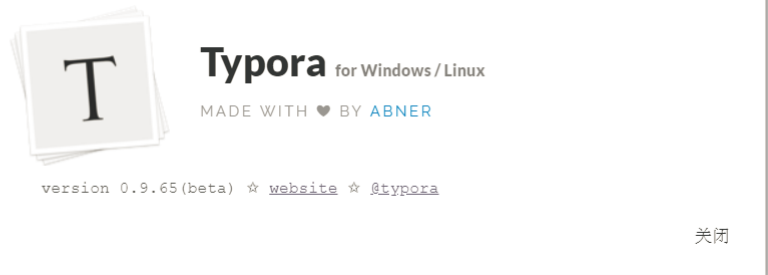 T
Typora for Windows / Linux
MADE WITH ♥ BY ABNER
version 0.9.65(beta) ☆ website ☆ @typora
关闭